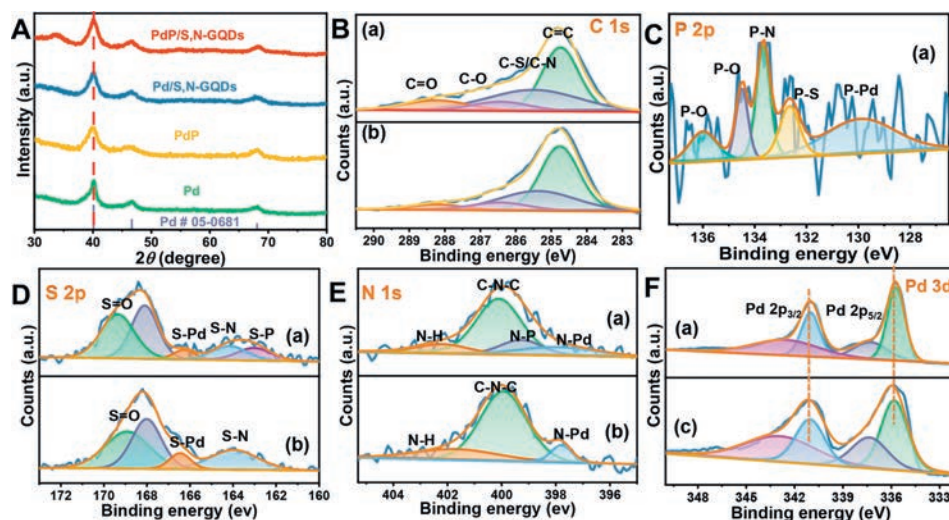 A
PdP/S,N-GQDs
Pd/S,N-GQDs
PdP
Pd
Pd # 05-0681
Intensity (a.u.)
30 40 50 60 70 80
2θ (degree)
B
(a)
C 1s
C=C
C-S/C-N
C-O
C=O
(b)
Counts (a.u.)
290 289 288 287 286 285 284 283
Binding energy (eV)
C
P 2p
(a)
P-N
P-O
P-S
P-Pd
P-O
Counts (a.u.)
136 134 132 130 128
Binding energy (eV)
D
S 2p
S=O
S-Pd
S-N
S-P
(a)
S=O
S-Pd
S-N
(b)
Counts (a.u.)
172 170 168 166 164 162 160
Binding energy (ev)
E
N 1s
C-N-C
(a)
N-H
N-P
N-Pd
C-N-C
N-H
N-Pd
(b)
Counts (a.u.)
404 402 400 398 396
Binding energy (ev)
F
Pd 3d
Pd 2p3/2
Pd 2p5/2
(a)
(c)
Counts (a.u.)
348 345 342 339 336 333
Binding energy (eV)